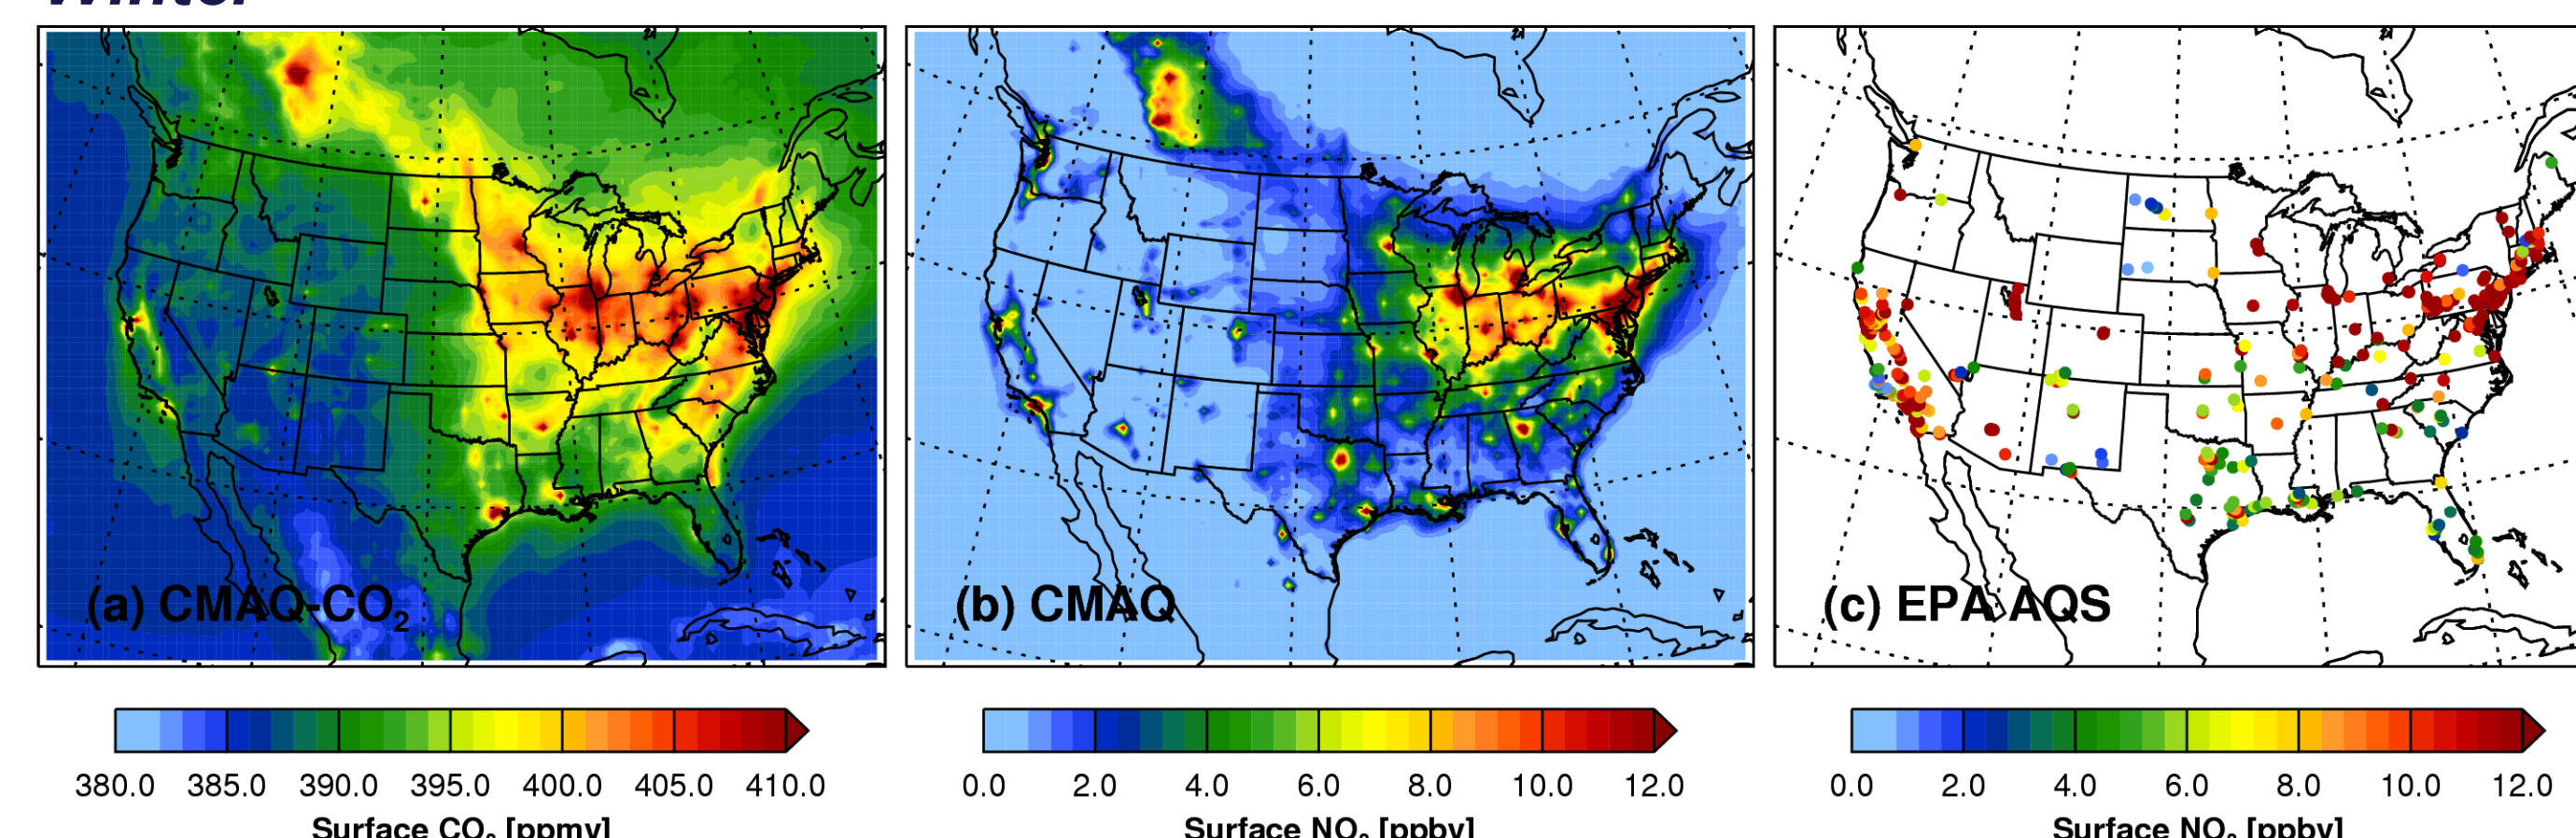 Winter
(a) CMAQ-CO₂
(b) CMAQ
(c) EPA AQS
380.0 385.0 390.0 395.0 400.0 405.0 410.0
0.0 2.0 4.0 6.0 8.0 10.0 12.0
0.0 2.0 4.0 6.0 8.0 10.0 12.0
Surface CO₂ [ppmv]
Surface NO₂ [ppbv]
Surface NO₂ [ppbv]